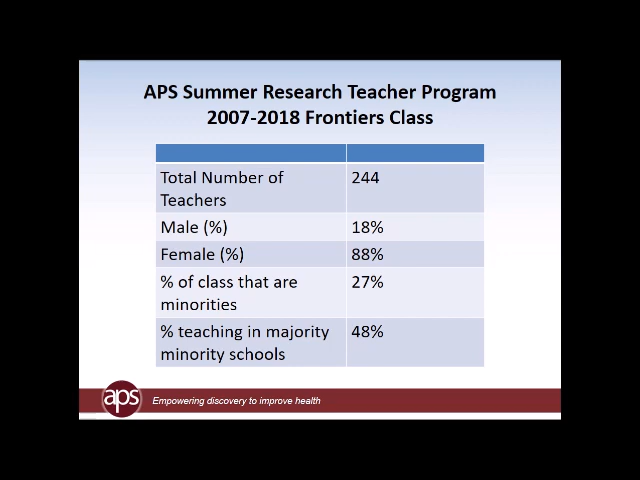 APS Summer Research Teacher Program
2007-2018 Frontiers Class
Total Number of
Teachers
244
Male (%)
18%
Female (%)
88%
% of class that are
minorities
27%
% teaching in majority
minority schools
48%
aps
Empowering discovery to improve health